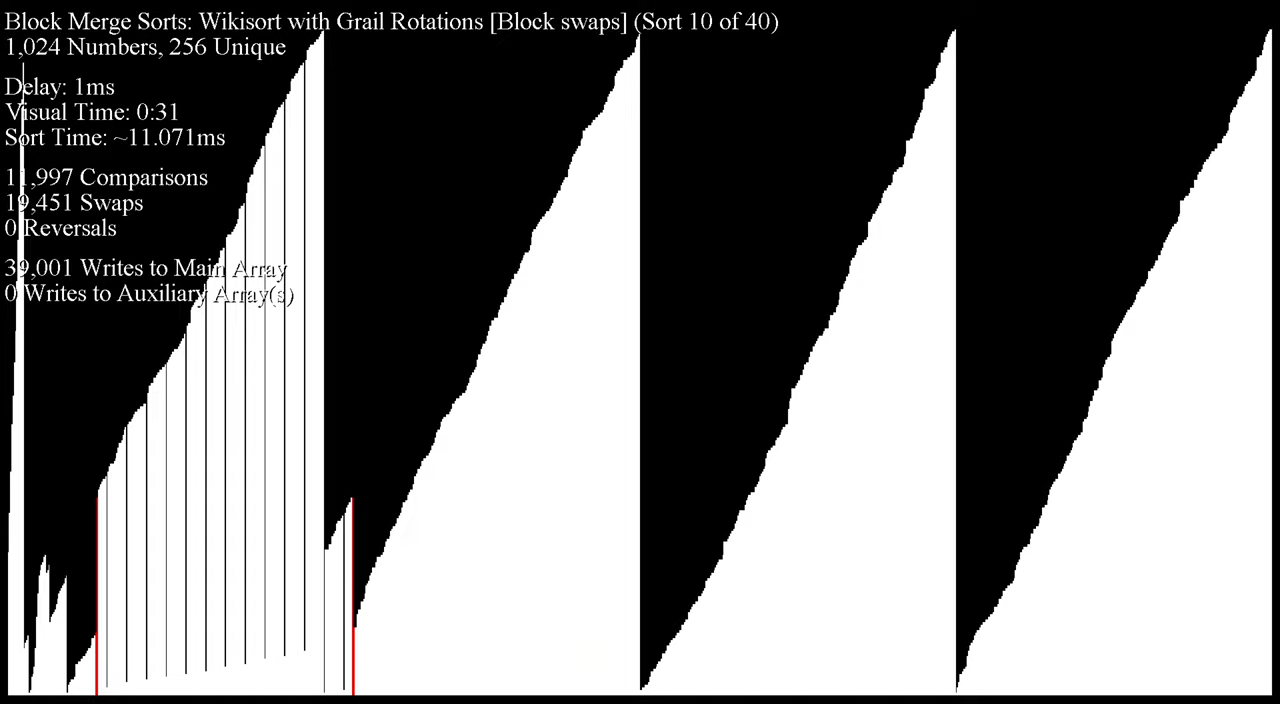 Block Merge Sorts: Wikisort with Grail Rotations [Block swaps] (Sort 10 of 40)
1,024 Numbers, 256 Unique
Delay: 1ms
Visual Time: 0:31
Sort Time: ~11.071ms
11,997 Comparisons
19,451 Swaps
0 Reversals
39,001 Writes to Main Array
0 Writes to Auxiliary Array(s)